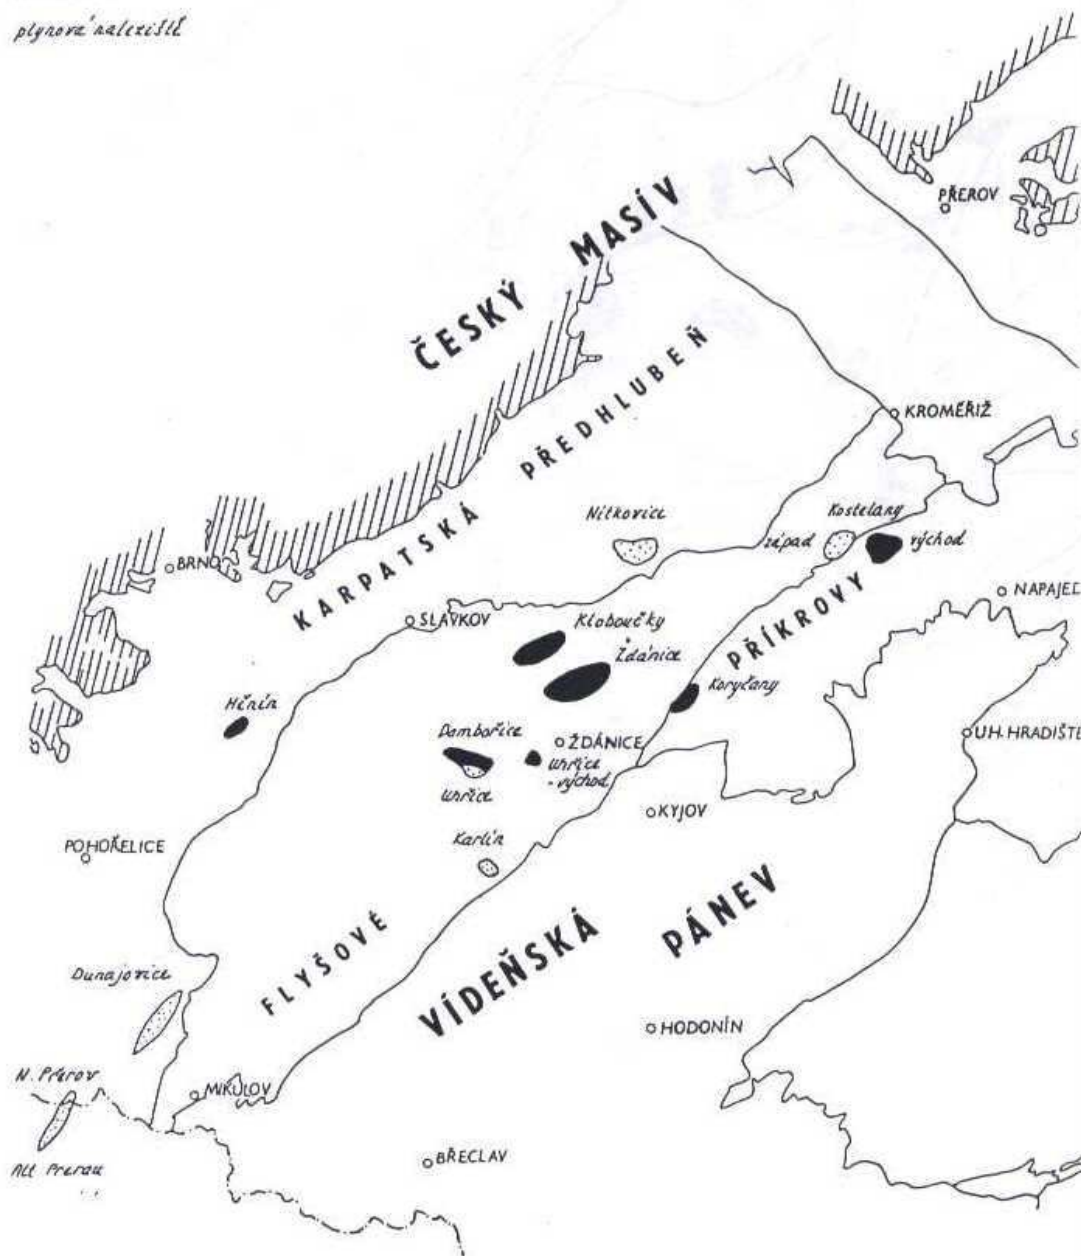 plynová naleziště
PŘEROV
ČESKÝ MASÍV
KARPATSKÁ PŘEDHLUBEŇ
KROMĚŘIŽ
Nítkovice
Kostelany
západ
východ
BRNO
NAPAJED
SLAVKOV
Kloboučky
Ždánice
PŘÍKROVY
Koryčany
UH. HRADIŠTĚ
Dambořice
ŽDÁNICE
Uhřice
- východ
Uhřice
KYJOV
POHOŘELICE
Karlín
FLYŠOVÉ
VÍDEŇSKÁ PÁNEV
Dunajovice
HODONÍN
N. Přerov
MIKULOV
Alt Prerau
BŘECLAV